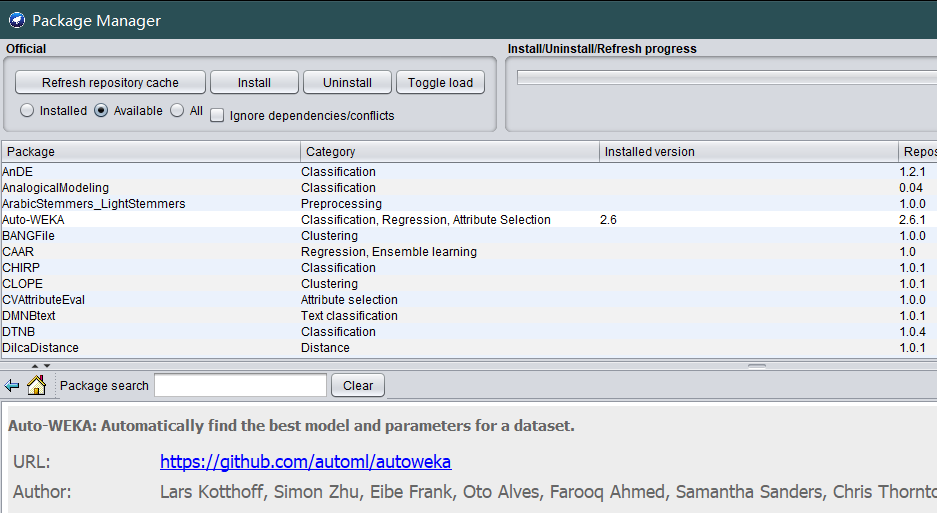 Package Manager
Official
Install/Uninstall/Refresh progress
Refresh repository cache Install Uninstall Toggle load
Installed Available All Ignore dependencies/conflicts
Package Category Installed version Repos
AnDE Classification 1.2.1
AnalogicalModeling Classification 0.04
ArabicStemmers_LightStemmers Preprocessing 1.0.0
Auto-WEKA Classification, Regression, Attribute Selection 2.6 2.6.1
BANGFile Clustering 1.0.0
CAAR Regression, Ensemble learning 1.0
CHIRP Classification 1.0.1
CLOPE Clustering 1.0.1
CVAttributeEval Attribute selection 1.0.0
DMNBtext Text classification 1.0.1
DTNB Classification 1.0.4
DilcaDistance Distance 1.0.1
Package search Clear
Auto-WEKA: Automatically find the best model and parameters for a dataset.
URL: https://github.com/automl/autoweka
Author: Lars Kotthoff, Simon Zhu, Eibe Frank, Oto Alves, Farooq Ahmed, Samantha Sanders, Chris Thornto